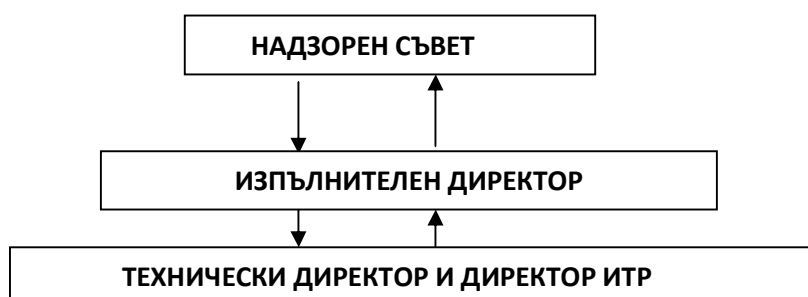 НАДЗОРЕН СЪВЕТ
ИЗПЪЛНИТЕЛЕН ДИРЕКТОР
ТЕХНИЧЕСКИ ДИРЕКТОР И ДИРЕКТОР ИТР